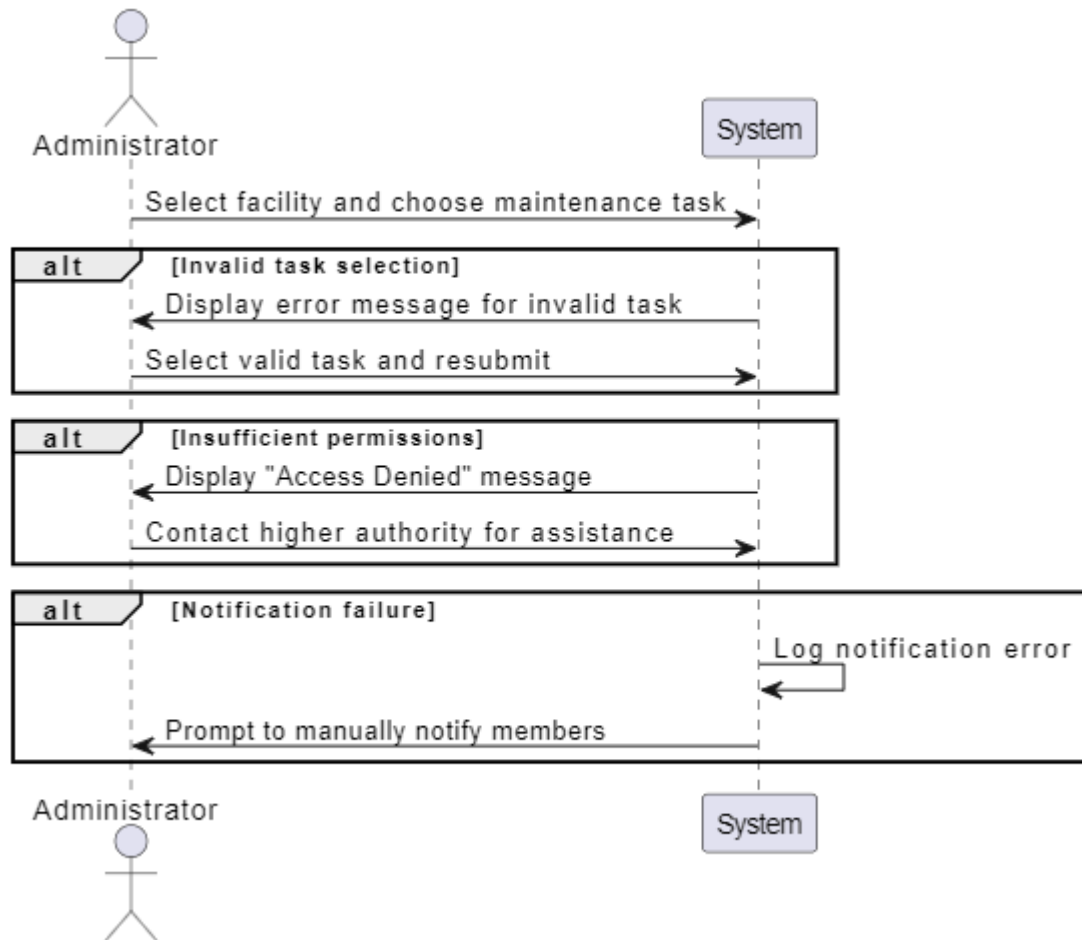 Administrator
System
Select facility and choose maintenance task
alt [Invalid task selection]
Display error message for invalid task
Select valid task and resubmit
alt [Insufficient permissions]
Display "Access Denied" message
Contact higher authority for assistance
alt [Notification failure]
Log notification error
Prompt to manually notify members
Administrator
System